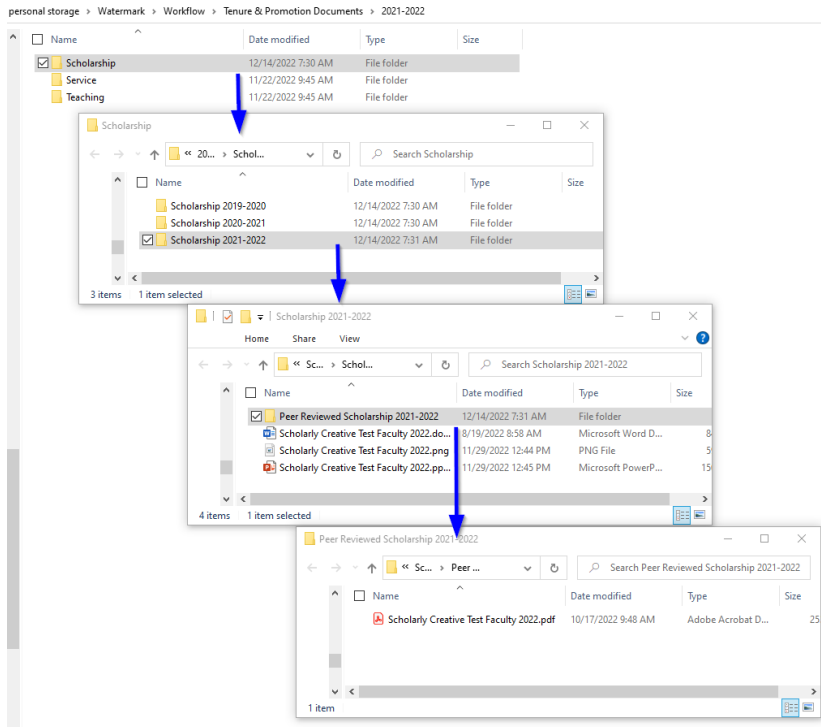 personal storage › Watermark › Workflow › Tenure & Promotion Documents › 2021-2022
Name Date modified Type Size
Scholarship 12/14/2022 7:30 AM File folder
Service 11/22/2022 9:45 AM File folder
Teaching 11/22/2022 9:45 AM File folder
Scholarship
« 20... › Schol... Search Scholarship
Name Date modified Type Size
Scholarship 2019-2020 12/14/2022 7:30 AM File folder
Scholarship 2020-2021 12/14/2022 7:30 AM File folder
Scholarship 2021-2022 12/14/2022 7:31 AM File folder
3 items 1 item selected
Scholarship 2021-2022
Home Share View
« Sc... › Schol... Search Scholarship 2021-2022
Name Date modified Type Size
Peer Reviewed Scholarship 2021-2022 12/14/2022 7:31 AM File folder
Scholarly Creative Test Faculty 2022.do... 8/19/2022 8:58 AM Microsoft Word D...
Scholarly Creative Test Faculty 2022.png 11/29/2022 12:44 PM PNG File
Scholarly Creative Test Faculty 2022.pp... 11/29/2022 12:45 PM Microsoft PowerP...
4 items 1 item selected
Peer Reviewed Scholarship 2021-2022
« Sc... › Peer ... Search Peer Reviewed Scholarship 2021-2022
Name Date modified Type Size
Scholarly Creative Test Faculty 2022.pdf 10/17/2022 9:48 AM Adobe Acrobat D... 25
1 item